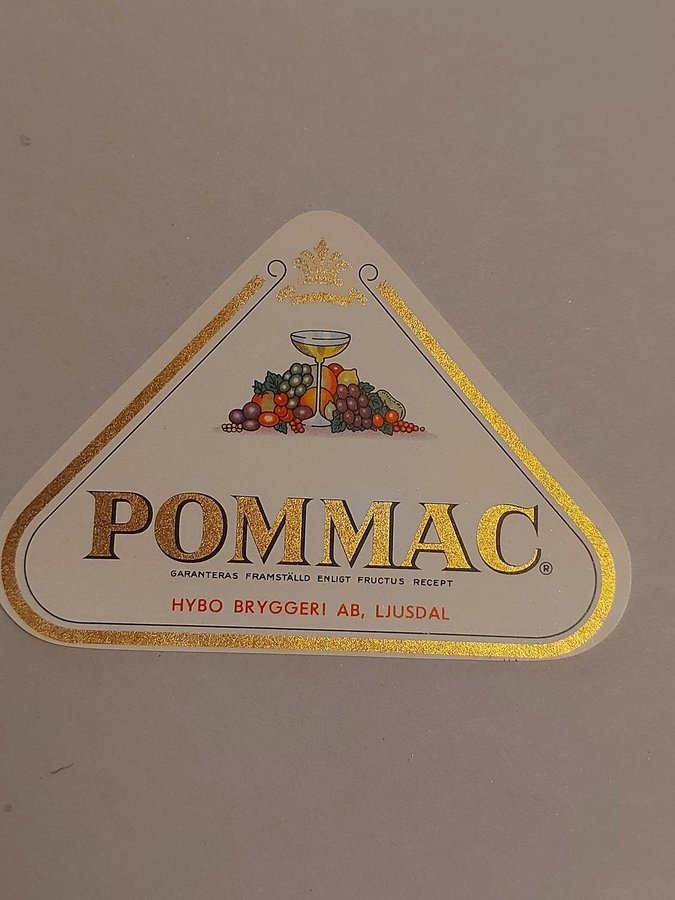 POMMAC®
GARANTERAS FRAMSTÄLLD ENLIGT FRUCTUS RECEPT
HYBO BRYGGERI AB, LJUSDAL